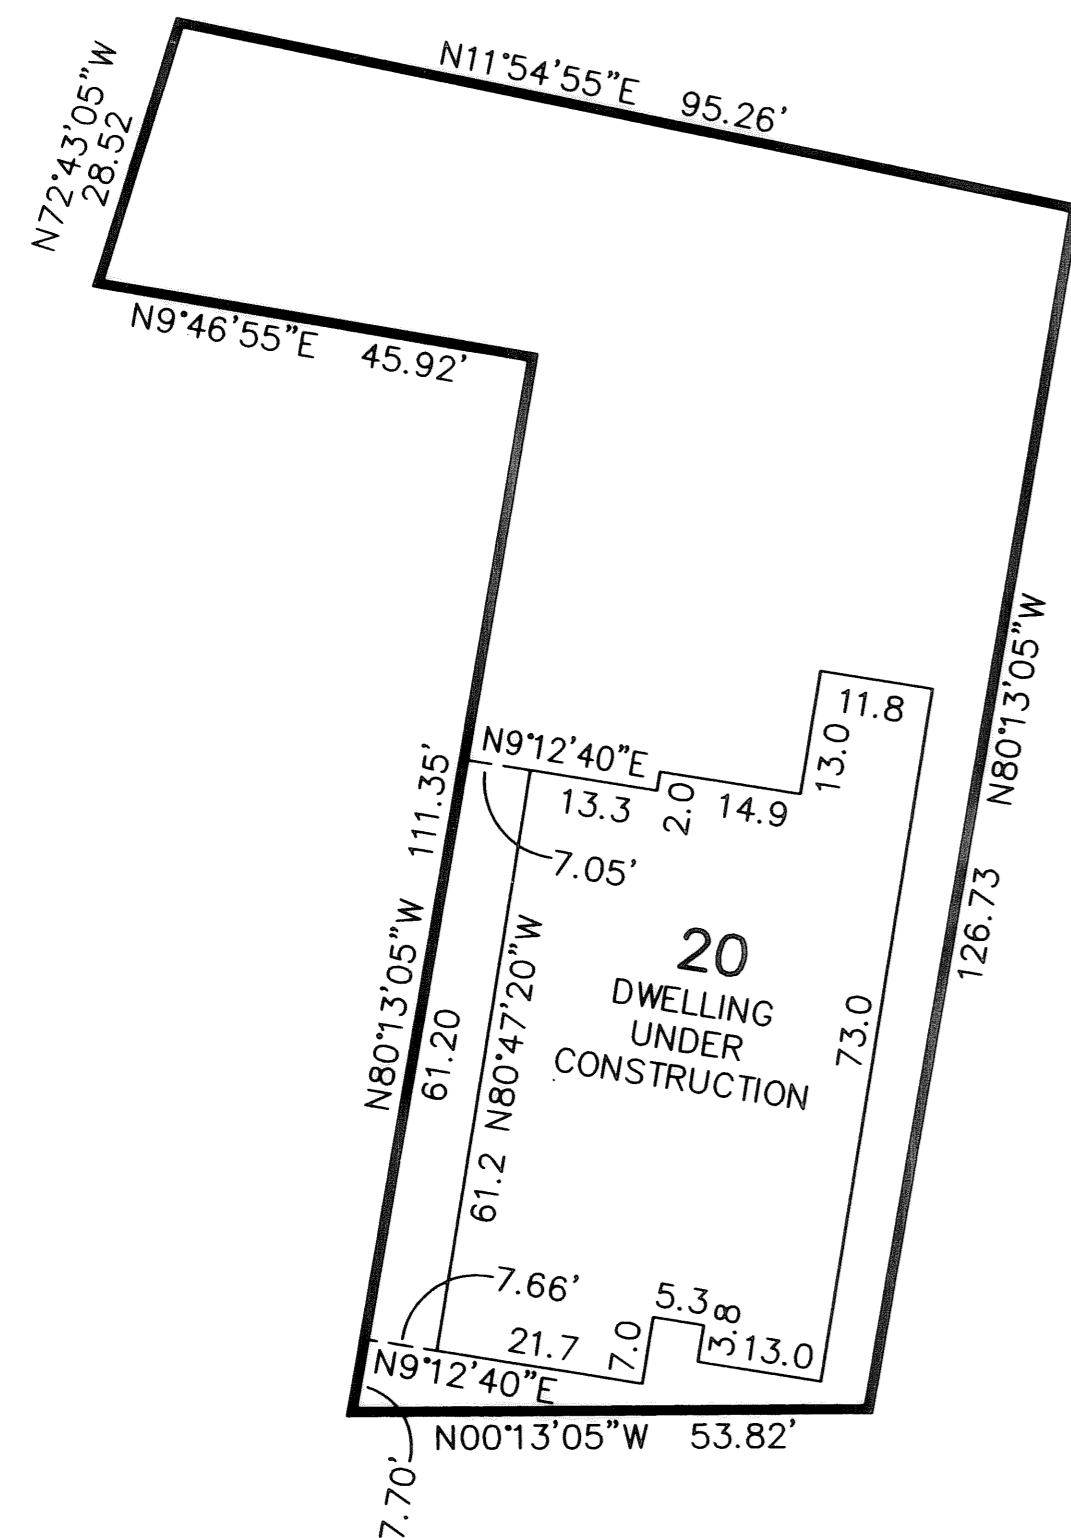 N11°54'55"E 95.26'
N72°43'05"W
28.52
N9°46'55"E 45.92'
N80°13'05"W
126.73
11.8
13.0
N9°12'40"E
13.3
2.0
14.9
7.05'
N80°13'05"W 111.35'
61.20
61.2 N80°47'20"W
20
DWELLING
UNDER
CONSTRUCTION
73.0
7.66'
5.3
3.8
21.7
7.0
13.0
N9°12'40"E
N00°13'05"W 53.82'
7.70'